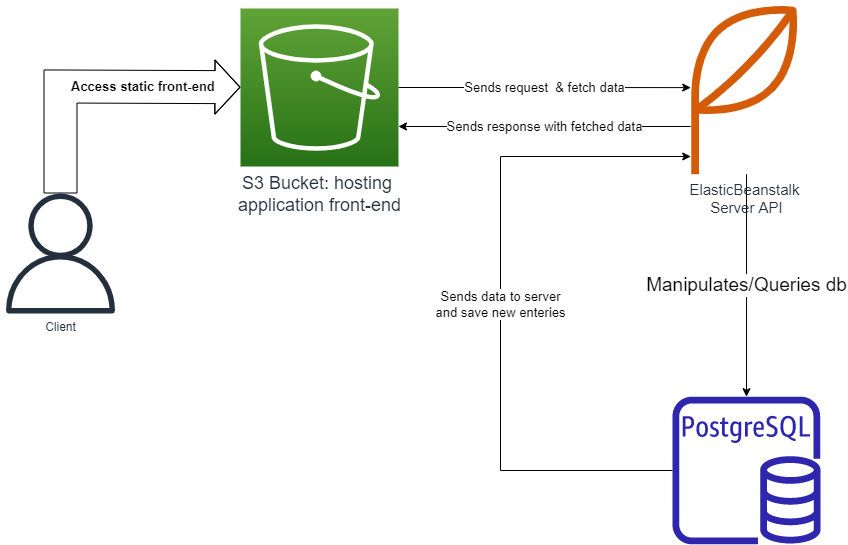 Access static front-end
Sends request & fetch data
Sends response with fetched data
S3 Bucket: hosting
application front-end
ElasticBeanstalk
Server API
Manipulates/Queries db
Sends data to server
and save new enteries
Client
PostgreSQL